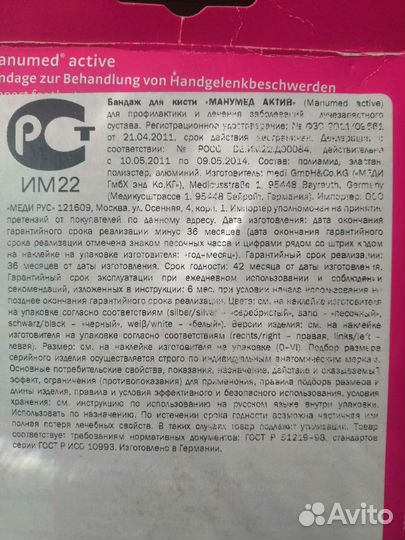 anumed® active
ndage zur Behandlung von Handgelenkbeschwerden
Бандаж для кисти «МАНУМЕД АКТИВ» (Manumed active)
для профилактики и лечения заболеваний лучезапястного
сустава. Регистрационное удостоверение: № ФЗС 2011/09561
от 21.04.2011, срок действия неограничен. Декларация о
соответствии: № РОСС DE.ИМ22.Д00084, действительна
с 10.05.2011 по 09.05.2014. Состав: полиамид, эластан,
полиэстер, алюминий. Изготовитель: medi GmbH&Co.KG («МЕДИ
ГмбХ энд Ко.КГ»), Medicusstraße 1, 95448 Bayreuth, Germany
(Медикусштрассе 1, 95448 Бейройт, Германия). Импортер: ООО
«МЕДИ РУС» 121609, Москва, ул. Осенняя, 4, корп. 1. Импортер уполномочен на принятие
претензий от покупателей по данному адресу. Дата изготовления: дата окончания
гарантийного срока реализации минус 36 месяцев (дата окончания гарантийного
срока реализации отмечена знаком песочных часов и цифрами рядом со штрих кодом
на наклейке на упаковке изготовителя: «год-месяц»). Гарантийный срок реализации:
36 месяцев от даты изготовления. Срок годности: 42 месяца от даты изготовления.
Гарантийный срок эксплуатации при ежедневном использовании и соблюдении
рекомендаций, изложенных в инструкции: 6 мес. при условии начала использования не
позднее окончания гарантийного срока реализации. Цвета: см. на наклейке изготовителя
на упаковке согласно соответствиям (silber/silver - «серебристый», sand - «песочный»,
schwarz/black - «черный», weiß/white - «белый»). Версии изделия: см. на наклейке
изготовителя на упаковке согласно соответствиям (rechts/right - правая, links/left -
левая). Размер: см. на наклейке изготовителя на упаковке (0-VII). Подбор размера
серийного изделия осуществляется строго по индивидуальным анатомическим меркам.
Основные потребительские свойства, показания, назначение, действие и оказываемый
эффект, ограничения (противопоказания) для применения, правила подбора размеров и
длины изделия, правила и условия эффективного и безопасного использования, условия
хранения: см. инструкцию по использованию на русском языке внутри упаковки.
Использовать по назначению. По истечении срока годности возможна частичная или
полная потеря лечебных свойств. В таких случаях товар подлежит утилизации. Товар
соответствует требованиям нормативных документов: ГОСТ Р 51219-98, стандартов
серии ГОСТ Р ИСО 10993. Изготовлено в Германии.
РСТ
ИМ22
Avito